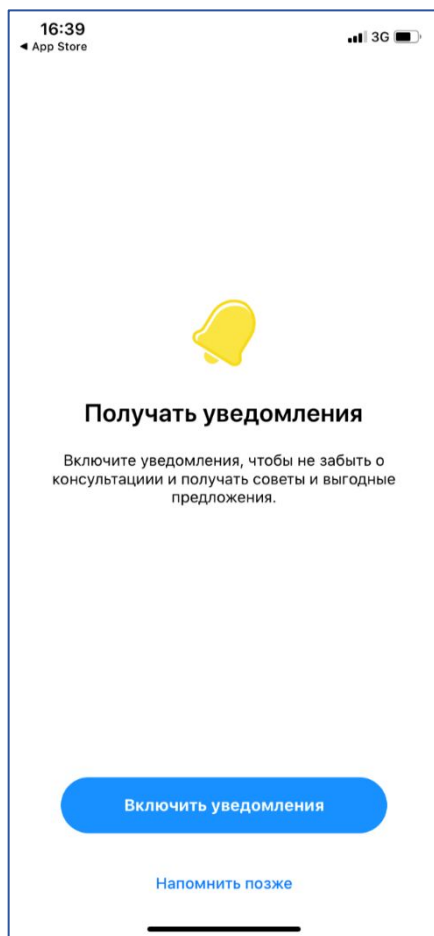 16:39
◀ App Store
3G
Получать уведомления
Включите уведомления, чтобы не забыть о
консультациии и получать советы и выгодные
предложения.
Включить уведомления
Напомнить позже